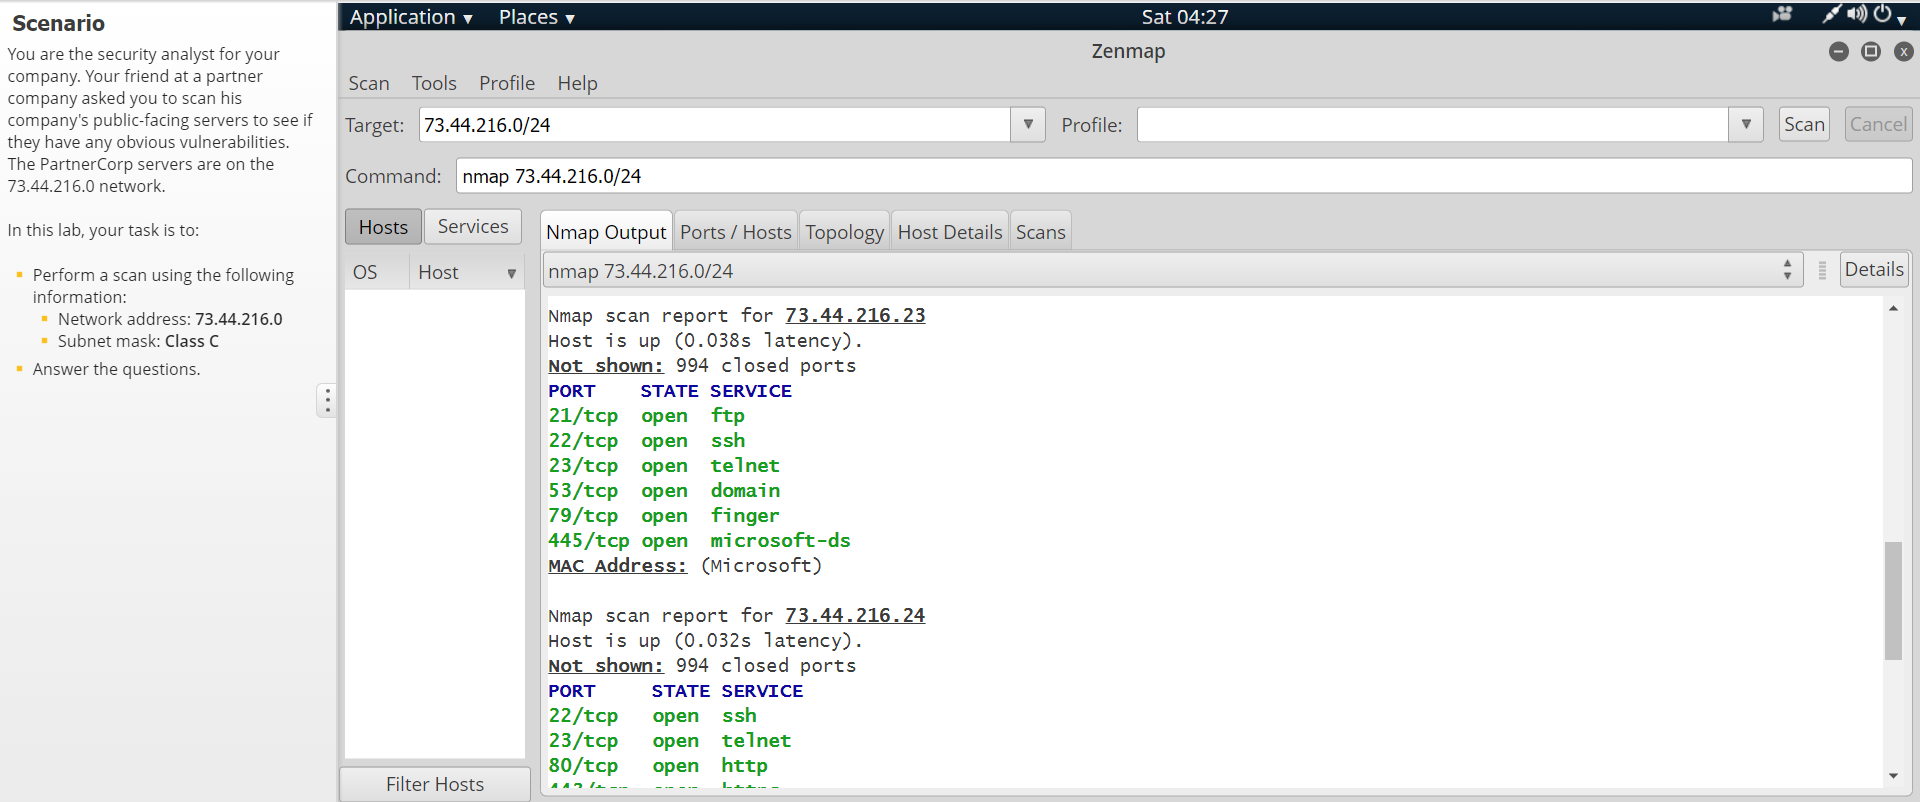 Scenario
You are the security analyst for your
company. Your friend at a partner
company asked you to scan his
company's public-facing servers to see if
they have any obvious vulnerabilities.
The PartnerCorp servers are on the
73.44.216.0 network.
In this lab, your task is to:
Perform a scan using the following
information:
Network address: 73.44.216.0
Subnet mask: Class C
Answer the questions.
Application Places Sat 04:27
Zenmap
Scan Tools Profile Help
Target: 73.44.216.0/24 Profile: Scan Cancel
Command: nmap 73.44.216.0/24
Hosts Services
OS Host
Filter Hosts
Nmap Output Ports / Hosts Topology Host Details Scans
nmap 73.44.216.0/24 Details
Nmap scan report for 73.44.216.23
Host is up (0.038s latency).
Not shown: 994 closed ports
PORT STATE SERVICE
21/tcp open ftp
22/tcp open ssh
23/tcp open telnet
53/tcp open domain
79/tcp open finger
445/tcp open microsoft-ds
MAC Address: (Microsoft)
Nmap scan report for 73.44.216.24
Host is up (0.032s latency).
Not shown: 994 closed ports
PORT STATE SERVICE
22/tcp open ssh
23/tcp open telnet
80/tcp open http